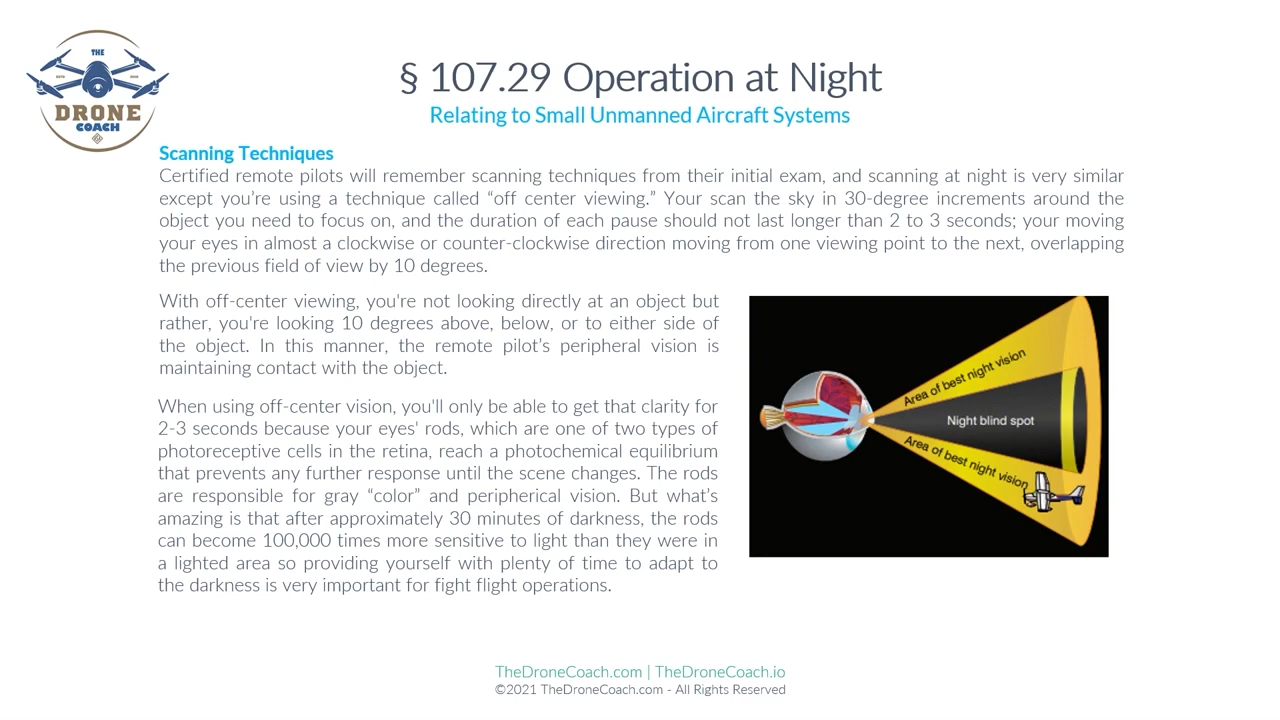 THE
DRONE
COACH
§ 107.29 Operation at Night
Relating to Small Unmanned Aircraft Systems
Scanning Techniques
Certified remote pilots will remember scanning techniques from their initial exam, and scanning at night is very similar
except you're using a technique called “off center viewing.” Your scan the sky in 30-degree increments around the
object you need to focus on, and the duration of each pause should not last longer than 2 to 3 seconds; your moving
your eyes in almost a clockwise or counter-clockwise direction moving from one viewing point to the next, overlapping
the previous field of view by 10 degrees.
With off-center viewing, you're not looking directly at an object but
rather, you're looking 10 degrees above, below, or to either side of
the object. In this manner, the remote pilot’s peripheral vision is
maintaining contact with the object.
When using off-center vision, you'll only be able to get that clarity for
2-3 seconds because your eyes' rods, which are one of two types of
photoreceptive cells in the retina, reach a photochemical equilibrium
that prevents any further response until the scene changes. The rods
are responsible for gray “color” and peripherical vision. But what’s
amazing is that after approximately 30 minutes of darkness, the rods
can become 100,000 times more sensitive to light than they were in
a lighted area so providing yourself with plenty of time to adapt to
the darkness is very important for fight flight operations.
Area of best night vision
Night blind spot
Area of best night vision
TheDroneCoach.com | TheDroneCoach.io
©2021 TheDroneCoach.com - All Rights Reserved